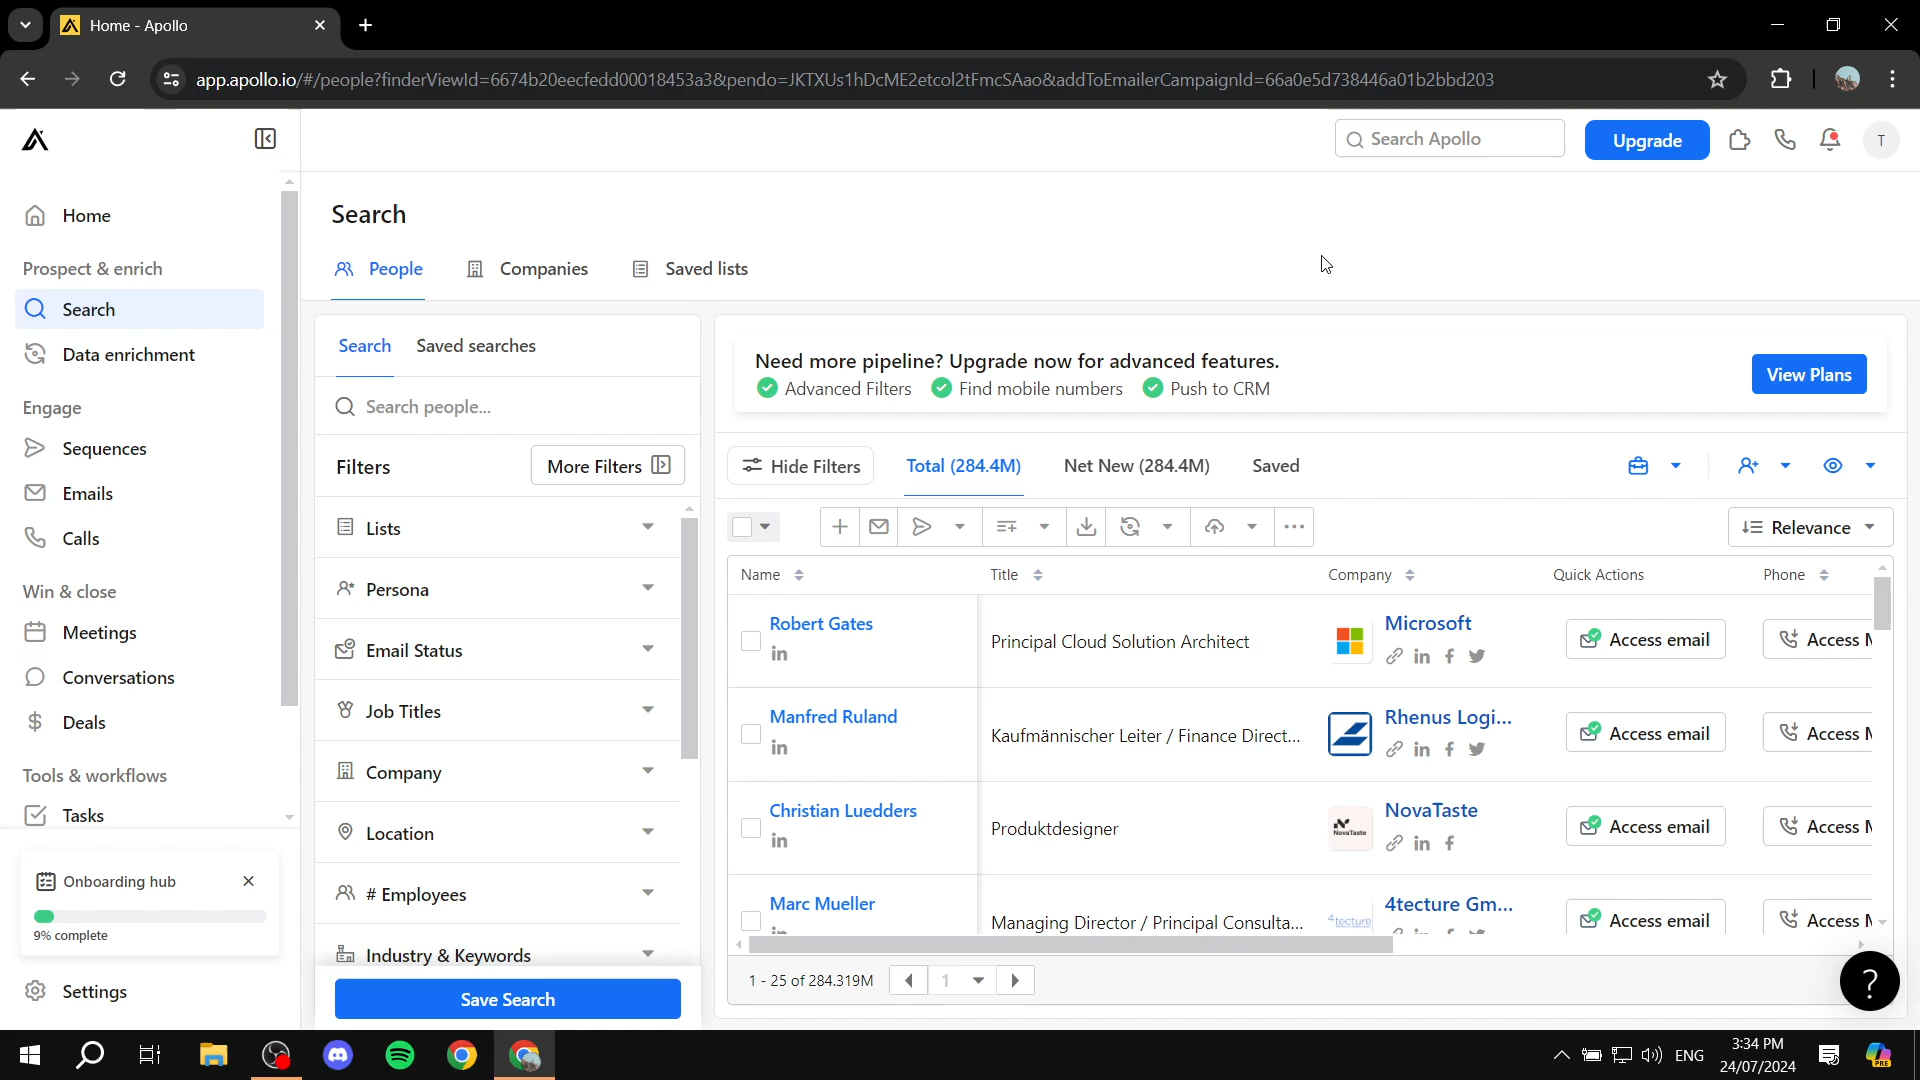 Home - Apollo
app.apollo.io/#/people?finderViewId=6674b20eecfedd00018453a3&pendo=JKTXUs1hDcME2etcol2tFmcSAao&addToEmailerCampaignId=66a0e5d738446a01b2bbd203
Search Apollo
Upgrade
T
Home
Prospect & enrich
Search
Data enrichment
Engage
Sequences
Emails
Calls
Win & close
Meetings
Conversations
Deals
Tools & workflows
Tasks
Onboarding hub
9% complete
Settings
Search
People
Companies
Saved lists
Search
Saved searches
Search people...
Filters
More Filters
Lists
Persona
Email Status
Job Titles
Company
Location
# Employees
Industry & Keywords
Save Search
Need more pipeline? Upgrade now for advanced features.
Advanced Filters
Find mobile numbers
Push to CRM
View Plans
Hide Filters
Total (284.4M)
Net New (284.4M)
Saved
Relevance
Name
Title
Company
Quick Actions
Phone
Robert Gates
Principal Cloud Solution Architect
Microsoft
Access email
Access M
Manfred Ruland
Kaufmännischer Leiter / Finance Direct...
Rhenus Logi...
Access email
Access M
Christian Luedders
Produktdesigner
NovaTaste
NovaTaste
Access email
Access M
Marc Mueller
Managing Director / Principal Consulta...
4tecture
4tecture Gm...
Access email
Access M
1 - 25 of 284.319M
1
?
ENG
3:34 PM
24/07/2024
PRE